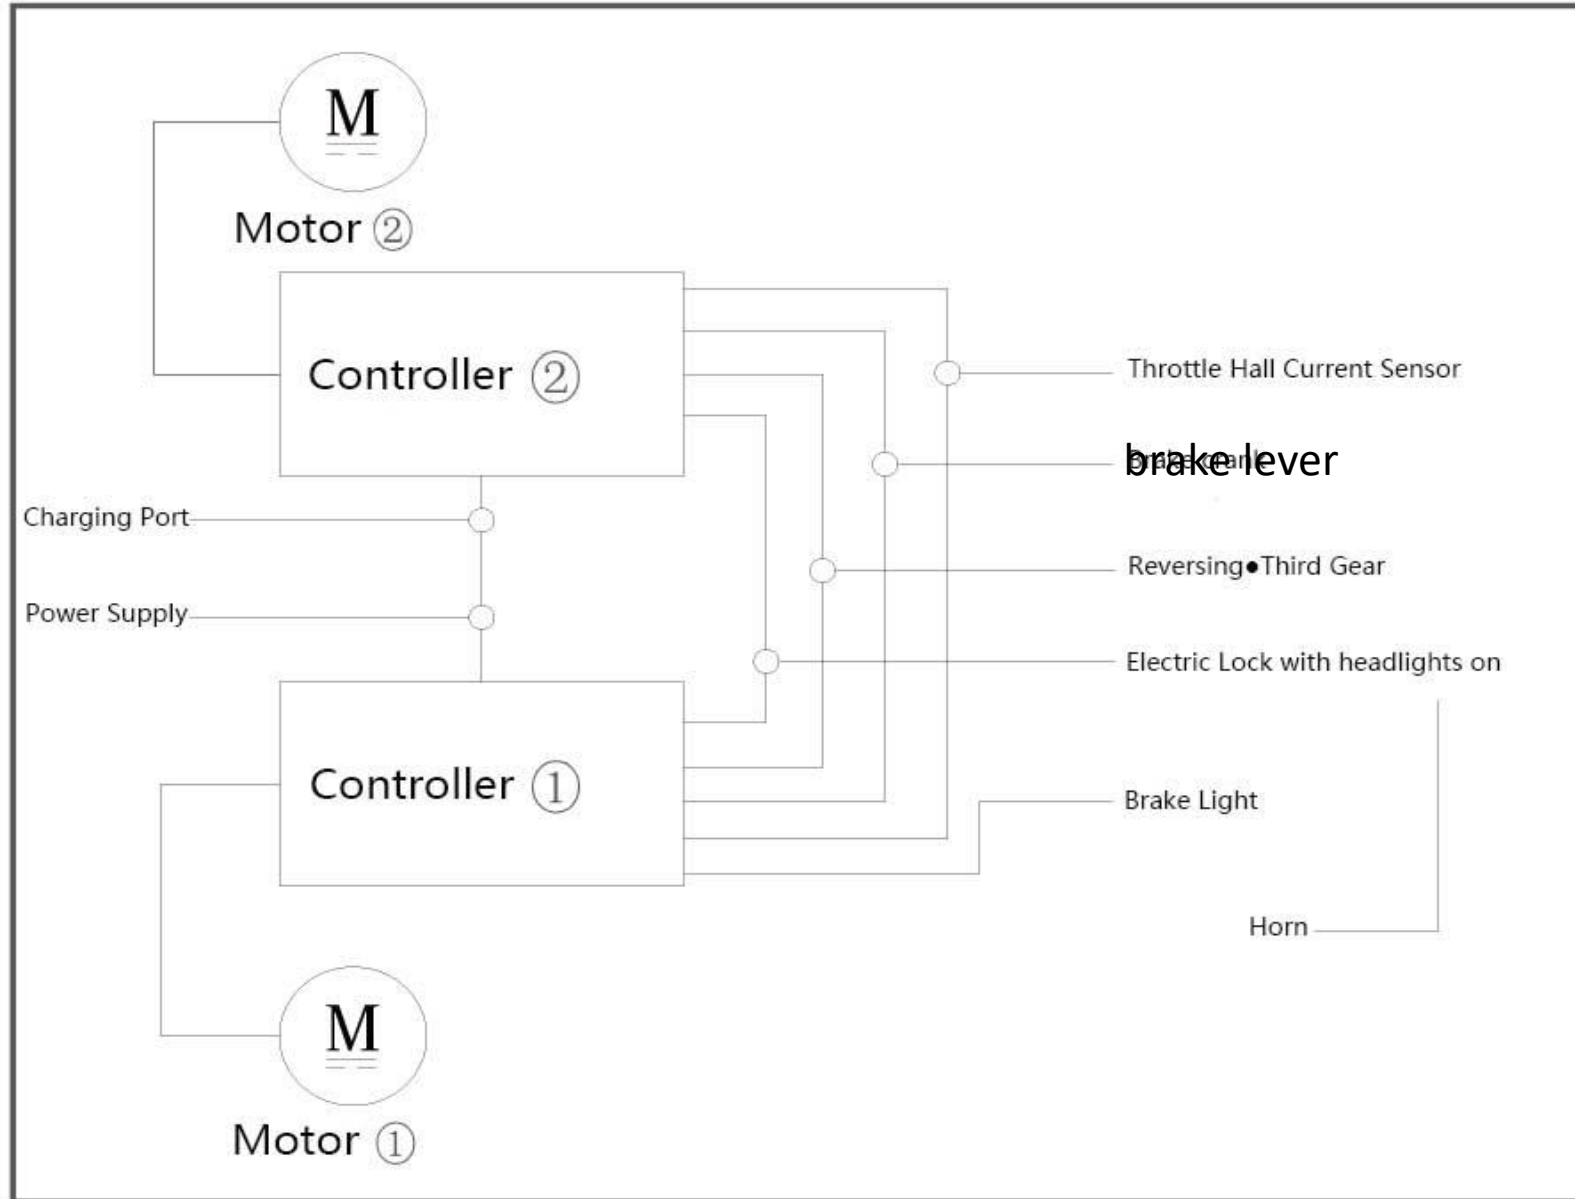 M
Motor ②
Controller ②
Throttle Hall Current Sensor
brake lever
Charging Port
Reversing●Third Gear
Power Supply
Electric Lock with headlights on
Controller ①
Brake Light
Horn
M
Motor ①